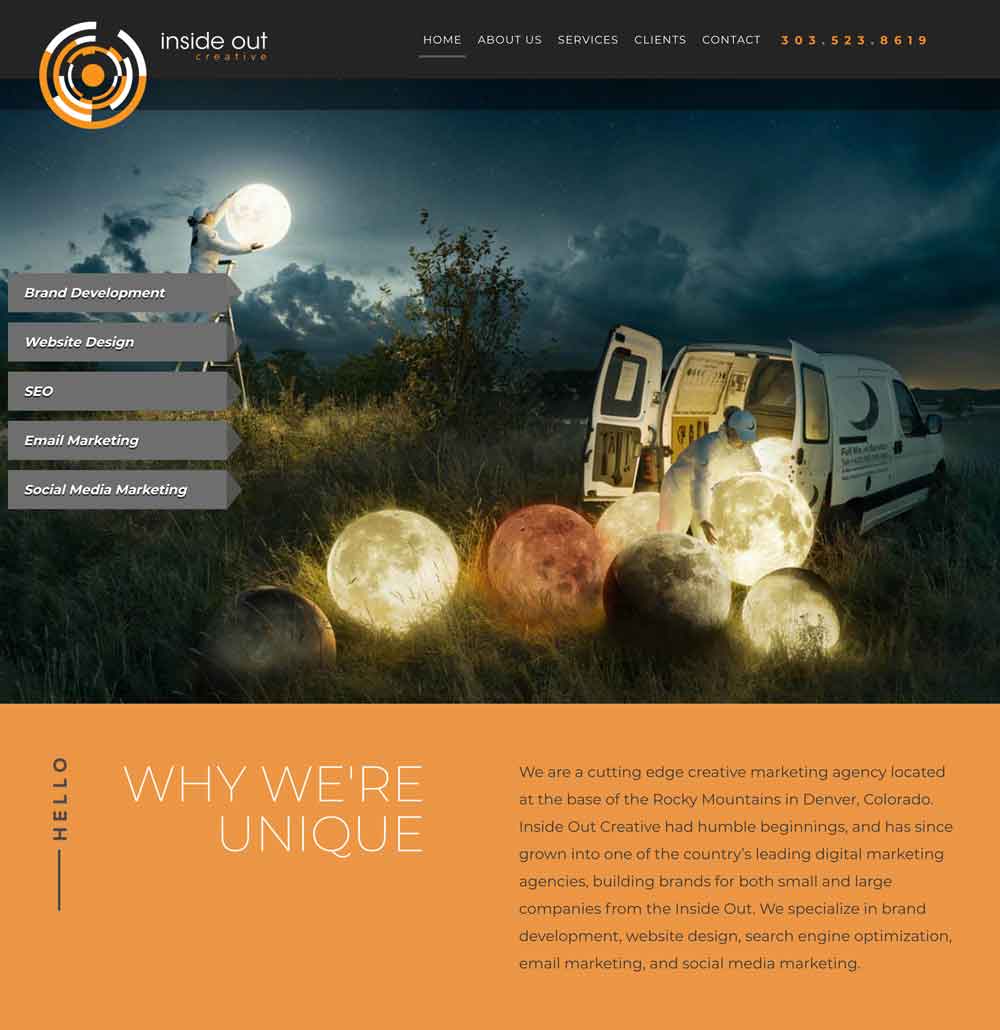 inside out
creative
HOME ABOUT US SERVICES CLIENTS CONTACT 303.523.8619
Brand Development
Website Design
SEO
Email Marketing
Social Media Marketing
HELLO
WHY WE'RE
UNIQUE
We are a cutting edge creative marketing agency located
at the base of the Rocky Mountains in Denver, Colorado.
Inside Out Creative had humble beginnings, and has since
grown into one of the country’s leading digital marketing
agencies, building brands for both small and large
companies from the Inside Out. We specialize in brand
development, website design, search engine optimization,
email marketing, and social media marketing.